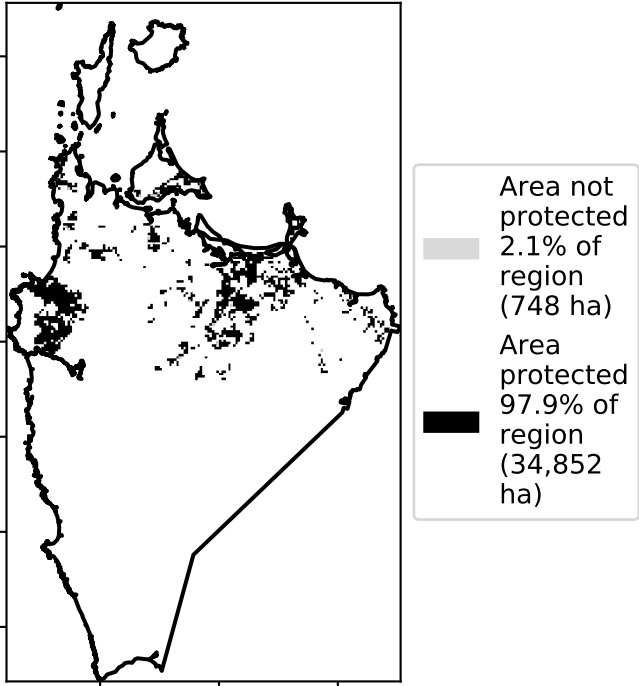 Area not
protected
2.1% of
region
(748 ha)
Area
protected
97.9% of
region
(34,852
ha)